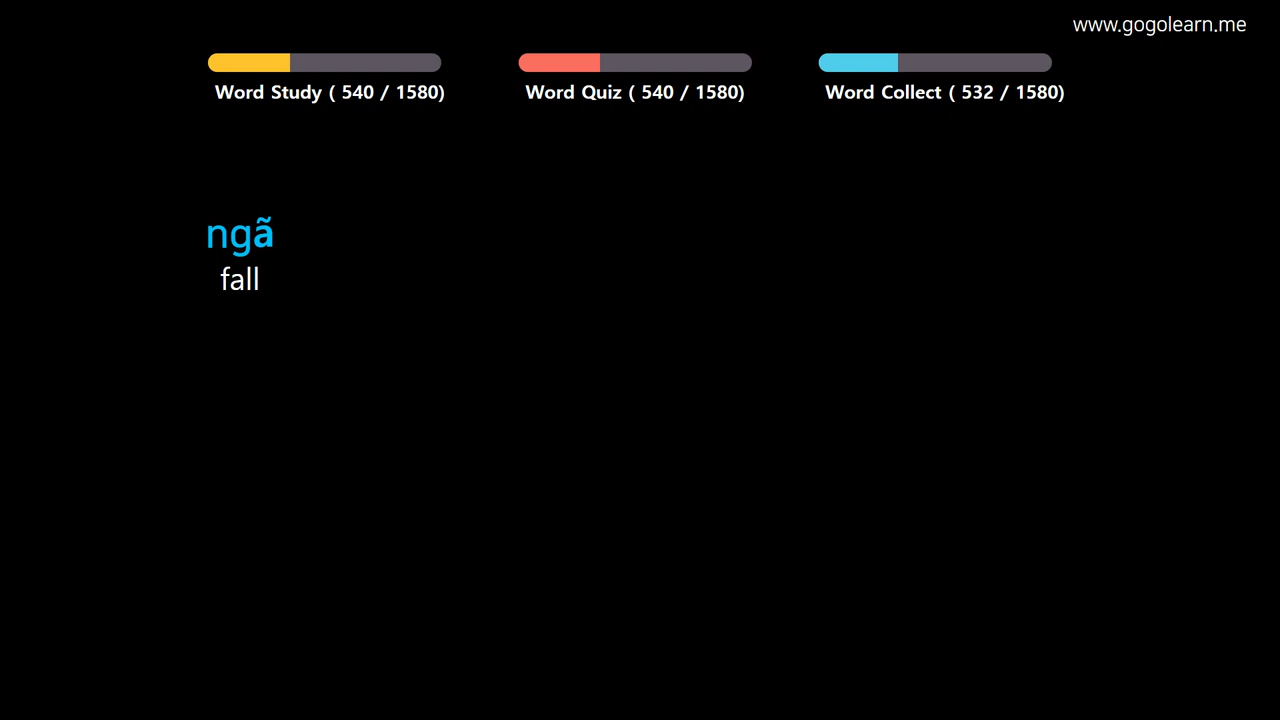 www.gogolearn.me
Word Study ( 540 / 1580)
Word Quiz ( 540 / 1580)
Word Collect ( 532 / 1580)
ngã
fall